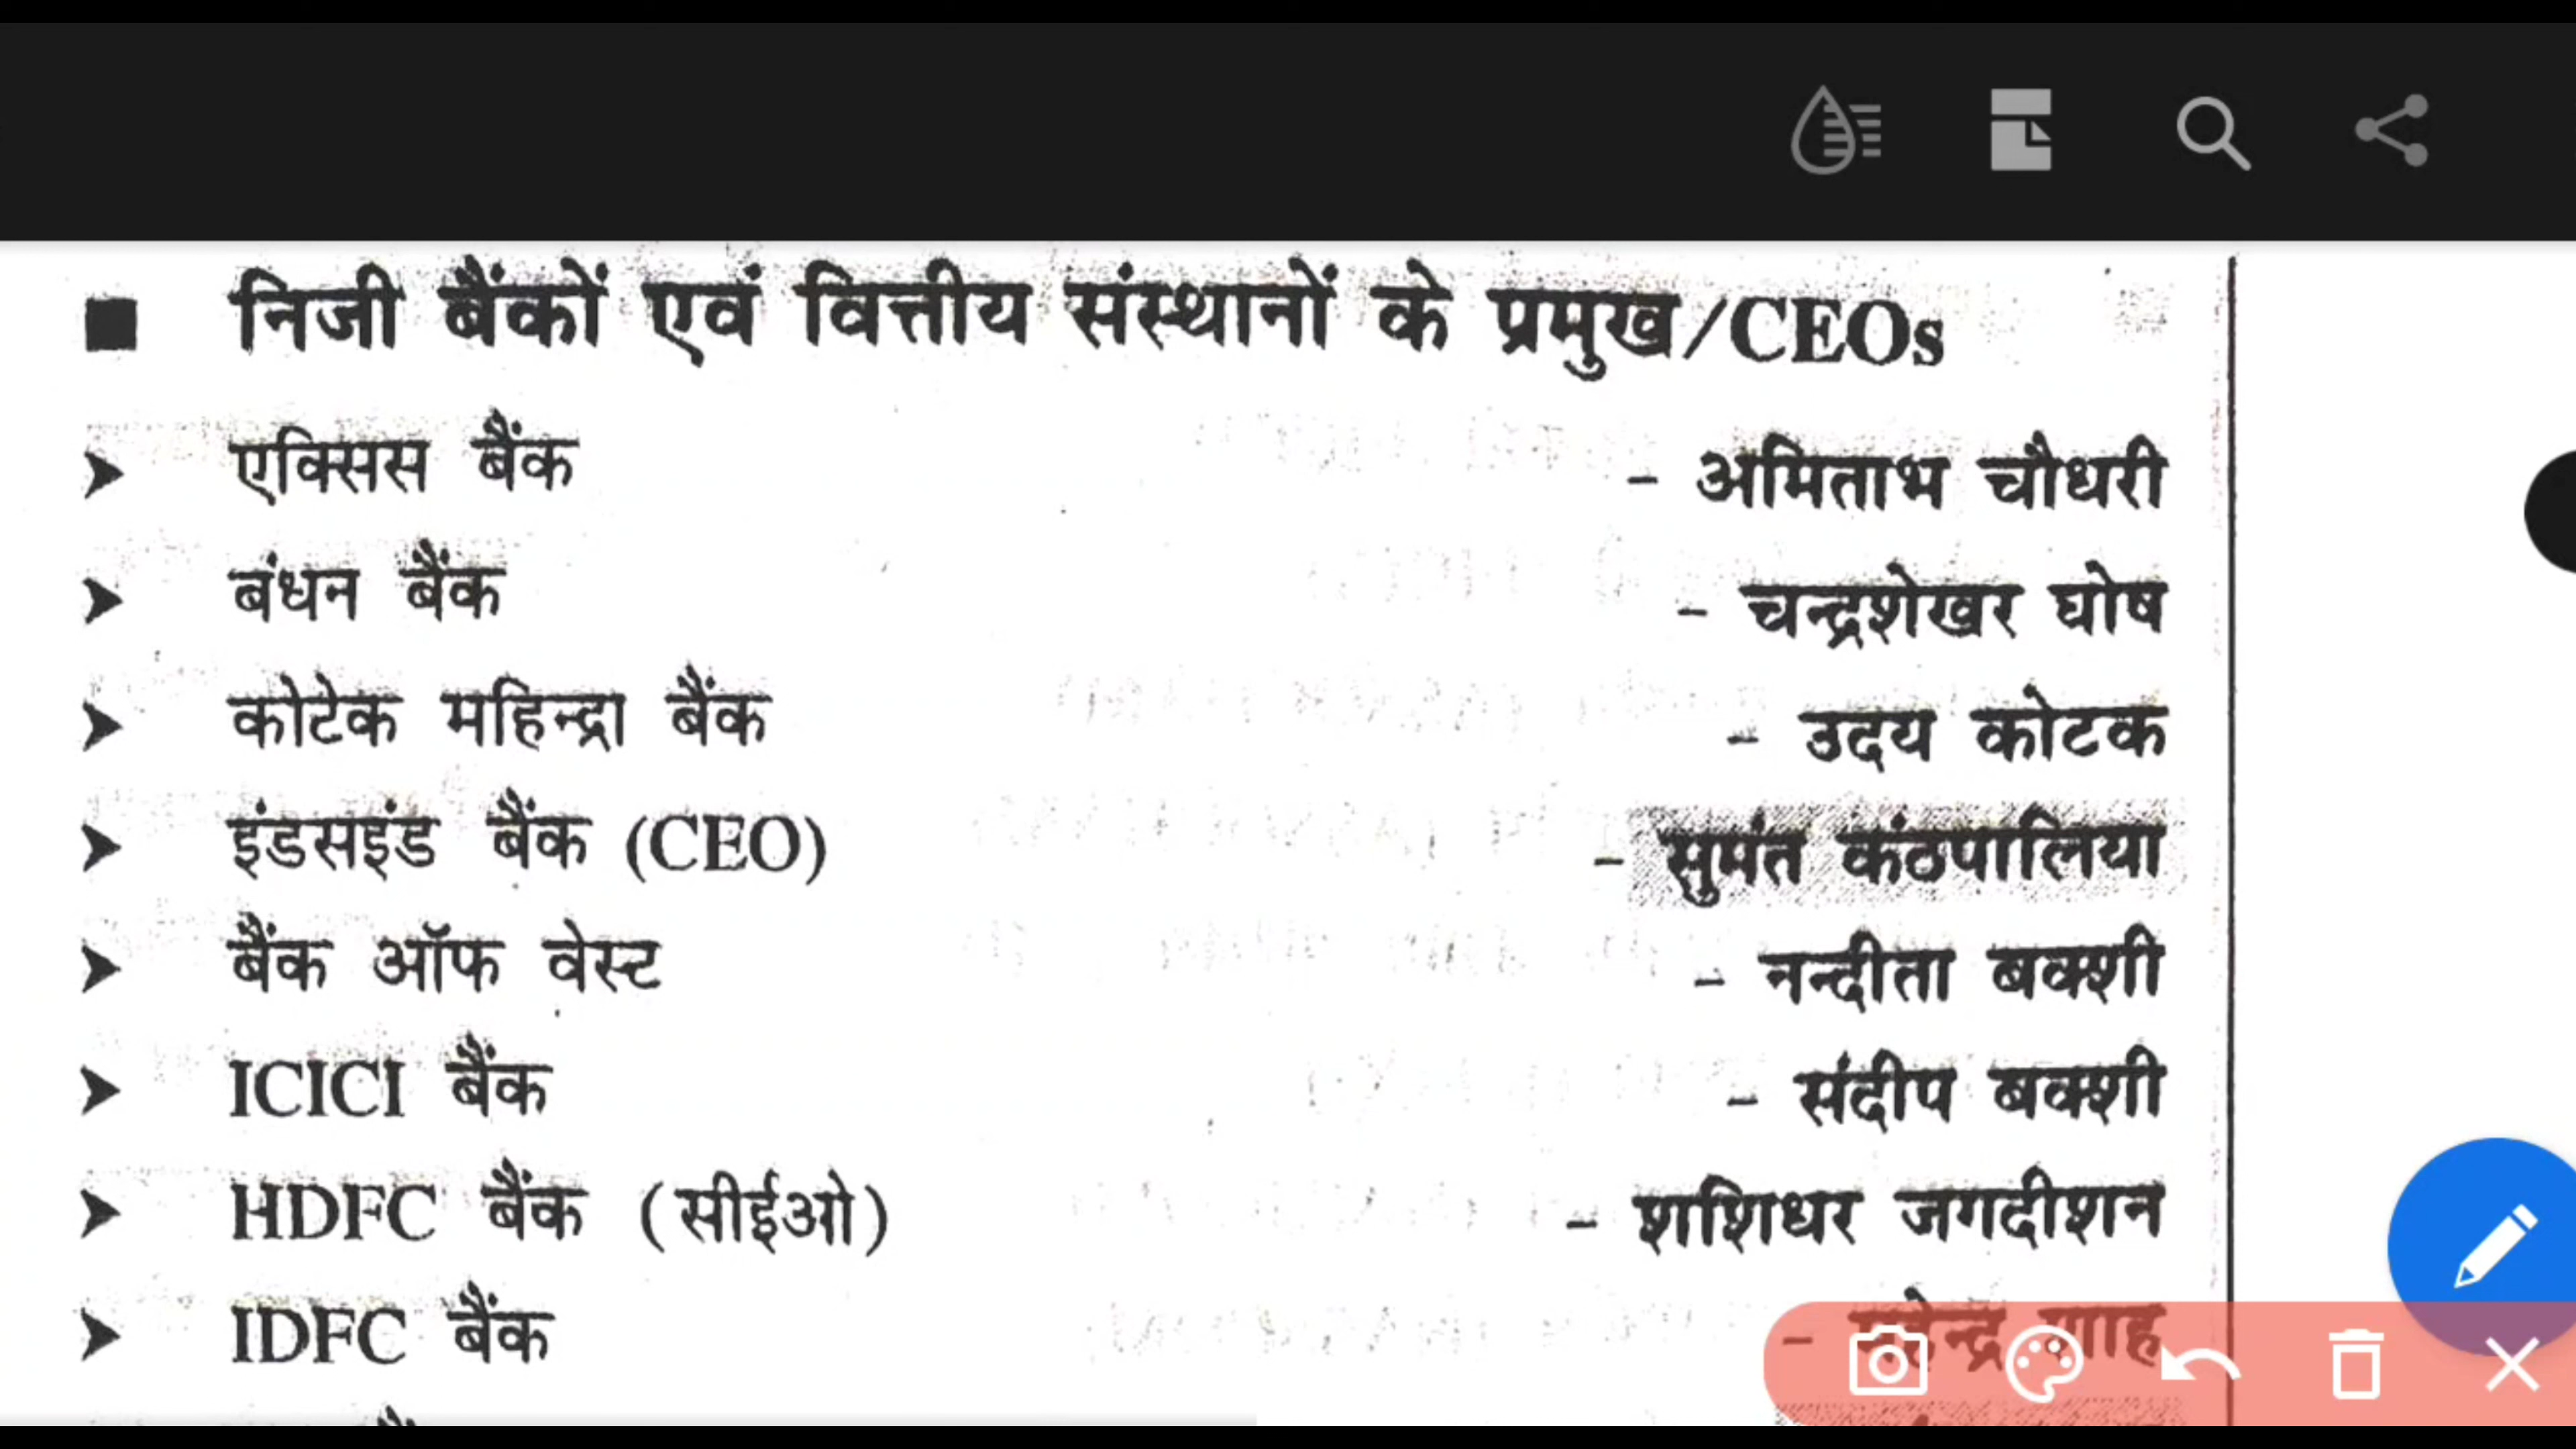 ■ निजी बैंकों एवं वित्तीय संस्थानों के प्रमुख/CEOs
➤ एक्सिस बैंक - अमिताभ चौधरी
➤ बंधन बैंक - चन्द्रशेखर घोष
➤ कोटेक महिन्द्रा बैंक - उदय कोटक
➤ इंडसइंड बैंक (CEO) - सुमंत कंठपालिया
➤ बैंक ऑफ वेस्ट - नन्दीता बक्शी
➤ ICICI बैंक - संदीप बक्शी
➤ HDFC बैंक (सीईओ) - शशिधर जगदीशन
➤ IDFC बैंक - महेन्द्र शाह